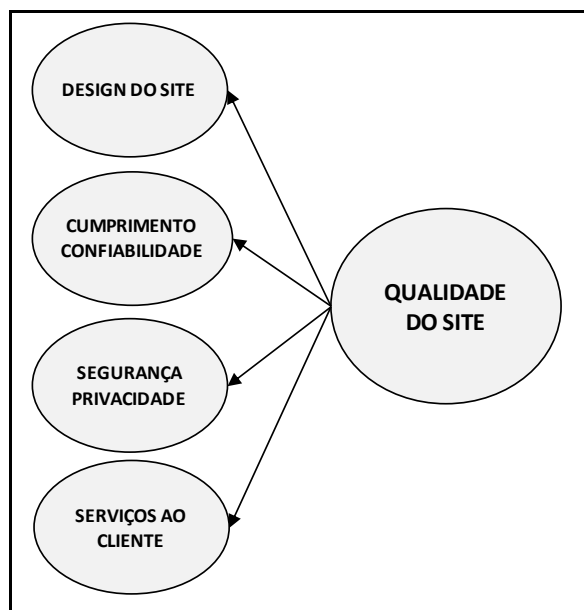 DESIGN DO SITE
CUMPRIMENTO
CONFIABILIDADE
QUALIDADE
DO SITE
SEGURANÇA
PRIVACIDADE
SERVIÇOS AO
CLIENTE